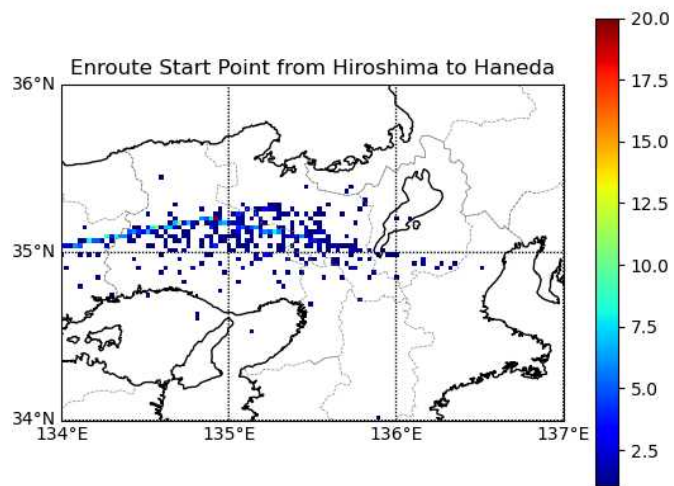 Enroute Start Point from Hiroshima to Haneda
36°N
35°N
34°N
134°E
135°E
136°E
137°E
20.0
17.5
15.0
12.5
10.0
7.5
5.0
2.5